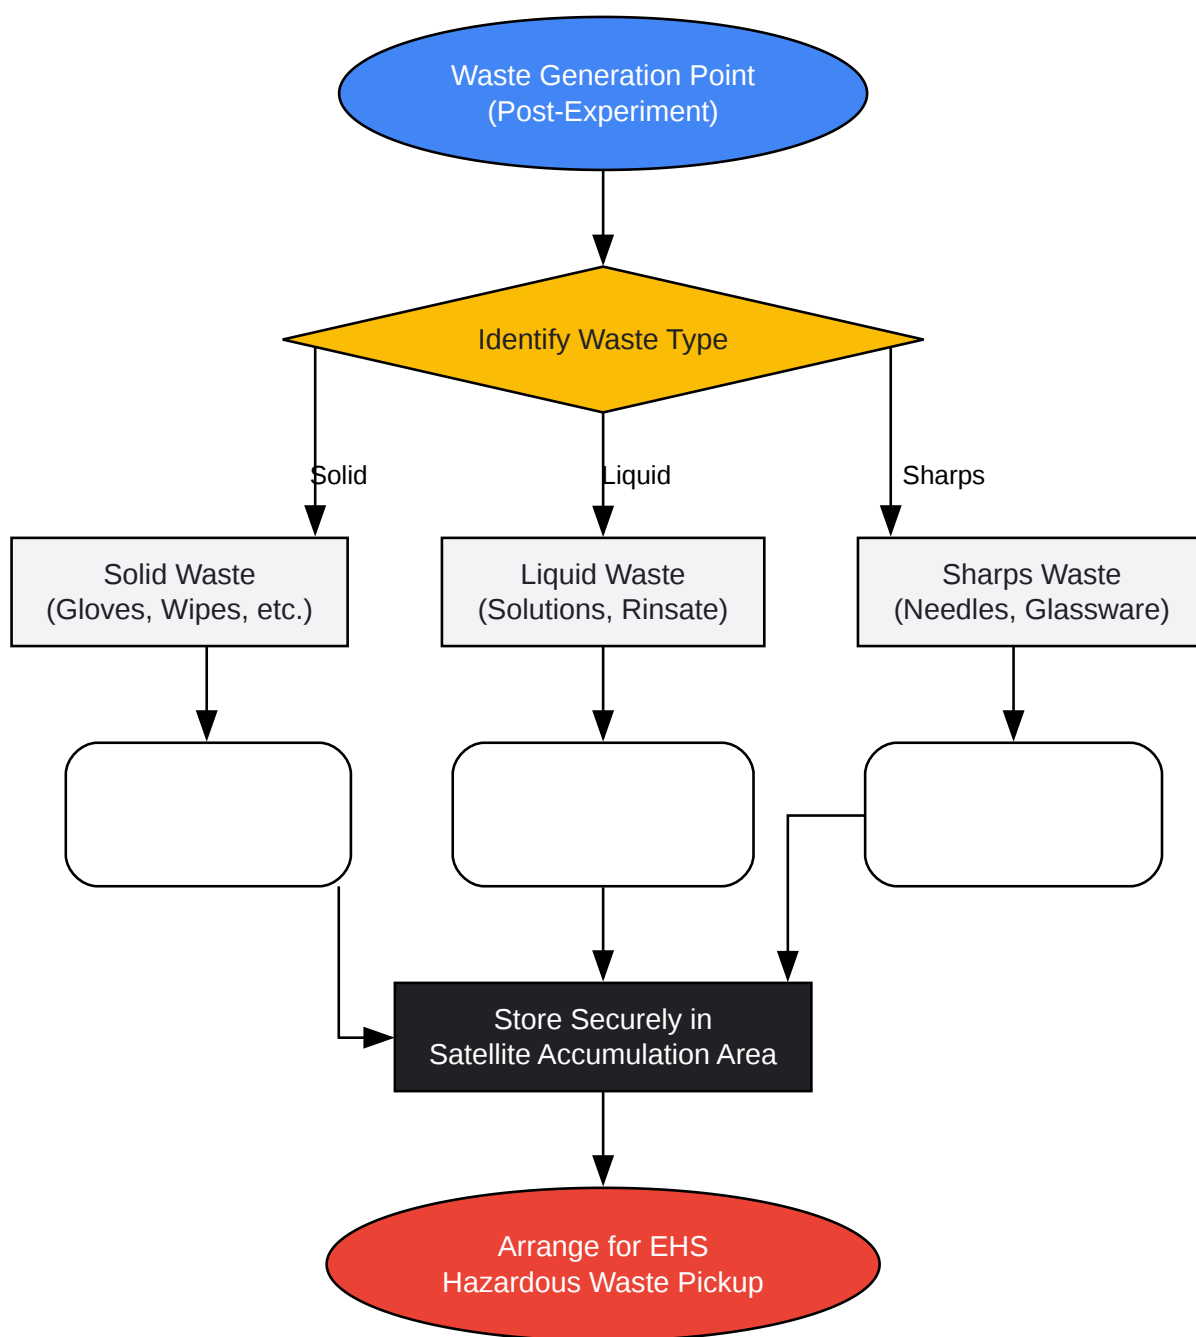 Waste Generation Point
(Post-Experiment)
Identify Waste Type
Solid
Liquid
Sharps
Solid Waste
(Gloves, Wipes, etc.)
Liquid Waste
(Solutions, Rinsate)
Sharps Waste
(Needles, Glassware)
Store Securely in
Satellite Accumulation Area
Arrange for EHS
Hazardous Waste Pickup